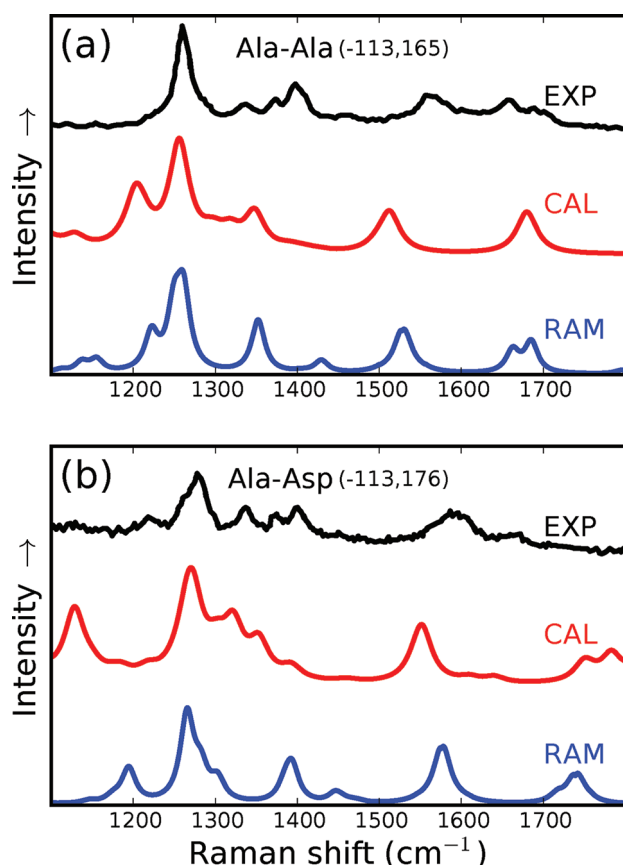 (a)
Ala-Ala (-113,165)
EXP
CAL
RAM
Intensity →
1200 1300 1400 1500 1600 1700
(b)
Ala-Asp (-113,176)
EXP
CAL
RAM
Intensity →
1200 1300 1400 1500 1600 1700
Raman shift (cm⁻¹)